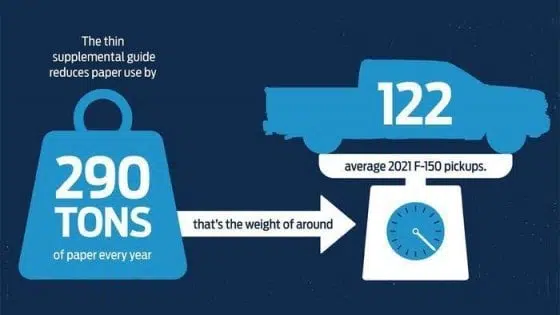 The thin
supplemental guide
reduces paper use by
290
TONS
of paper every year
that's the weight of around
122
average 2021 F-150 pickups.